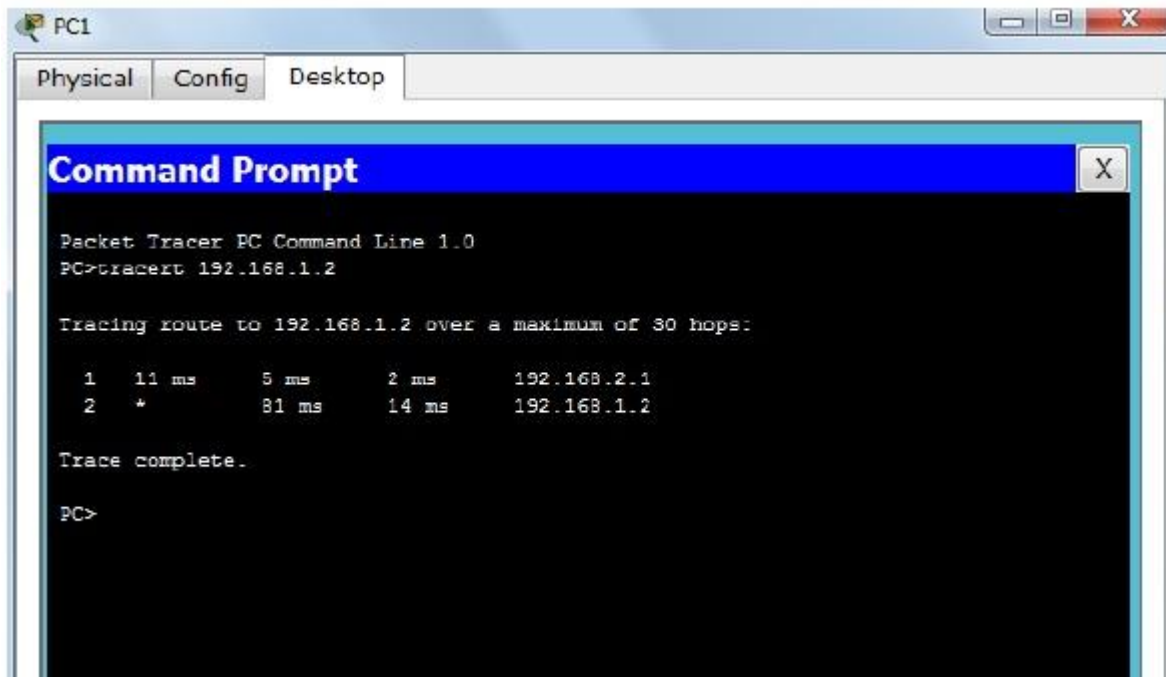 PC1
X
Physical Config Desktop
Command Prompt
X
Packet Tracer PC Command Line 1.0
PC>tracert 192.168.1.2
Tracing route to 192.168.1.2 over a maximum of 30 hops:
1 11 ms 5 ms 2 ms 192.168.2.1
2 * 81 ms 14 ms 192.168.1.2
Trace complete.
PC>